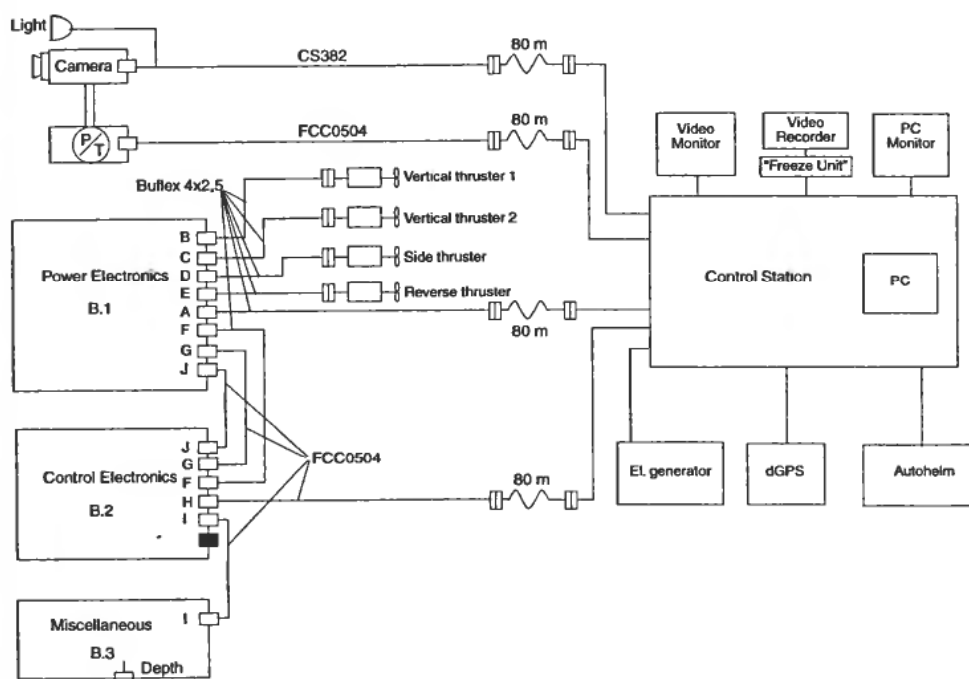 Light
Camera
CS382
80 m
P/T
FCC0504
80 m
Buflex 4x2.5
Vertical thruster 1
Vertical thruster 2
Side thruster
Reverse thruster
80 m
Power Electronics
B.1
B
C
D
E
A
F
G
J
Control Electronics
B.2
J
G
F
H
I
FCC0504
80 m
Miscellaneous
B.3
I
Depth
Video
Monitor
Video
Recorder
"Freeze Unit"
PC
Monitor
Control Station
PC
El. generator
dGPS
Autohelm